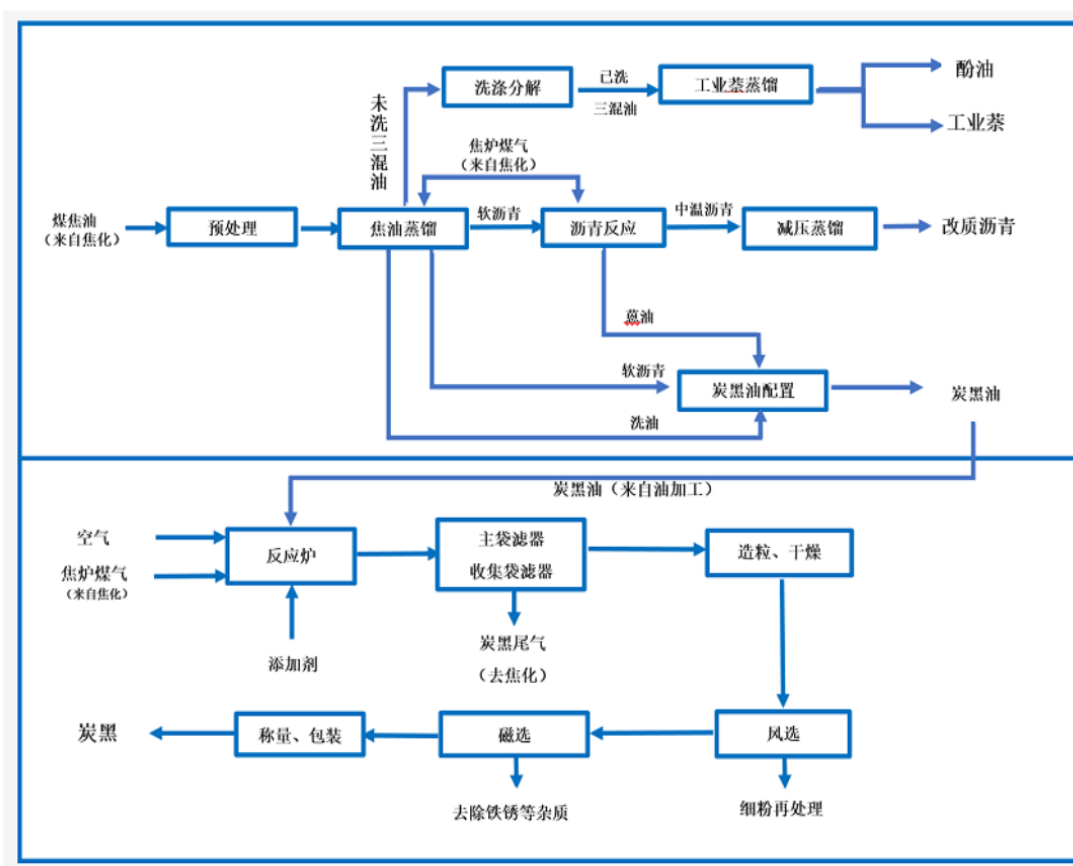 洗涤分解
已洗
三混油
工业萘蒸馏
酚油
工业萘
未洗三混油
焦炉煤气
（来自焦化）
煤焦油
（来自焦化）
预处理
焦油蒸馏
软沥青
沥青反应
中温沥青
减压蒸馏
改质沥青
蒽油
软沥青
炭黑油配置
炭黑油
洗油
炭黑油（来自油加工）
空气
焦炉煤气
（来自焦化）
反应炉
主袋滤器
收集袋滤器
造粒、干燥
添加剂
炭黑尾气
（去焦化）
炭黑
称量、包装
磁选
风选
去除铁锈等杂质
细粉再处理